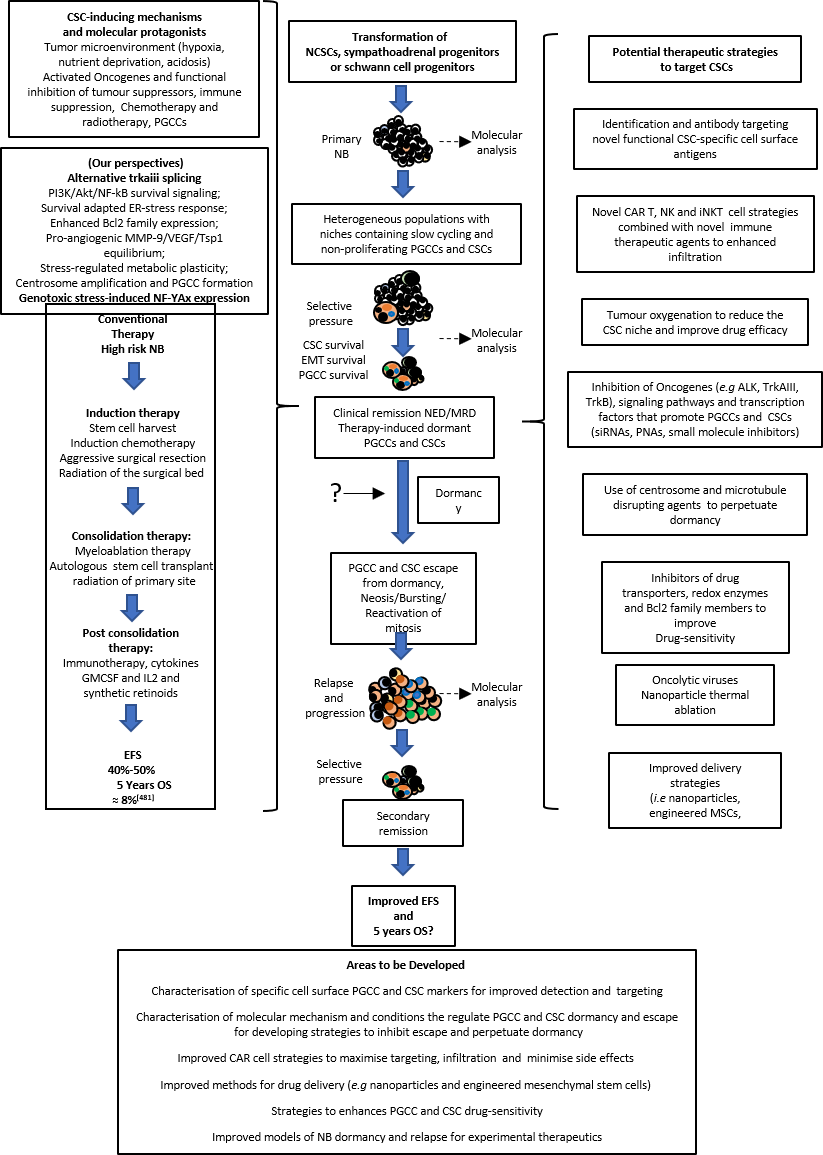 CSC-inducing mechanisms
and molecular protagonists
Tumor microenvironment (hypoxia,
nutrient deprivation, acidosis)
Activated Oncogenes and functional
inhibition of tumour suppressors, immune
suppression, Chemotherapy and
radiotherapy, PGCCs
(Our perspectives)
Alternative trkaiii splicing
PI3K/Akt/NF-kB survival signaling;
Survival adapted ER-stress response;
Enhanced Bcl2 family expression;
Pro-angiogenic MMP-9/VEGF/Tsp1
equilibrium;
Stress-regulated metabolic plasticity;
Centrosome amplification and PGCC formation
Genotoxic stress-induced NF-YAx expression
Conventional
Therapy
High risk NB
Induction therapy
Stem cell harvest
Induction chemotherapy
Aggressive surgical resection
Radiation of the surgical bed
Consolidation therapy:
Myeloablation therapy
Autologous stem cell transplant
radiation of primary site
Post consolidation
therapy:
Immunotherapy, cytokines
GMCSF and IL2 and
synthetic retinoids
EFS
40%-50%
5 Years OS
≈ 8%[481]
Transformation of
NCSCs, sympathoadrenal progenitors
or schwann cell progenitors
Primary
NB
Molecular
analysis
Heterogeneous populations with
niches containing slow cycling and
non-proliferating PGCCs and CSCs
Selective
pressure
CSC survival
EMT survival
PGCC survival
Molecular
analysis
Clinical remission NED/MRD
Therapy-induced dormant
PGCCs and CSCs
?
Dormanc
y
PGCC and CSC escape
from dormancy,
Neosis/Bursting/
Reactivation of
mitosis
Relapse
and
progression
Molecular
analysis
Selective
pressure
Secondary
remission
Improved EFS
and
5 years OS?
Potential therapeutic strategies
to target CSCs
Identification and antibody targeting
novel functional CSC-specific cell surface
antigens
Novel CAR T, NK and iNKT cell strategies
combined with novel immune
therapeutic agents to enhanced
infiltration
Tumour oxygenation to reduce the
CSC niche and improve drug efficacy
Inhibition of Oncogenes (e.g ALK, TrkAIII,
TrkB), signaling pathways and transcription
factors that promote PGCCs and CSCs
(siRNAs, PNAs, small molecule inhibitors)
Use of centrosome and microtubule
disrupting agents to perpetuate
dormancy
Inhibitors of drug
transporters, redox enzymes
and Bcl2 family members to
improve
Drug-sensitivity
Oncolytic viruses
Nanoparticle thermal
ablation
Improved delivery
strategies
(i.e nanoparticles,
engineered MSCs,
Areas to be Developed
Characterisation of specific cell surface PGCC and CSC markers for improved detection and targeting
Characterisation of molecular mechanism and conditions the regulate PGCC and CSC dormancy and escape
for developing strategies to inhibit escape and perpetuate dormancy
Improved CAR cell strategies to maximise targeting, infiltration and minimise side effects
Improved methods for drug delivery (e.g nanoparticles and engineered mesenchymal stem cells)
Strategies to enhances PGCC and CSC drug-sensitivity
Improved models of NB dormancy and relapse for experimental therapeutics